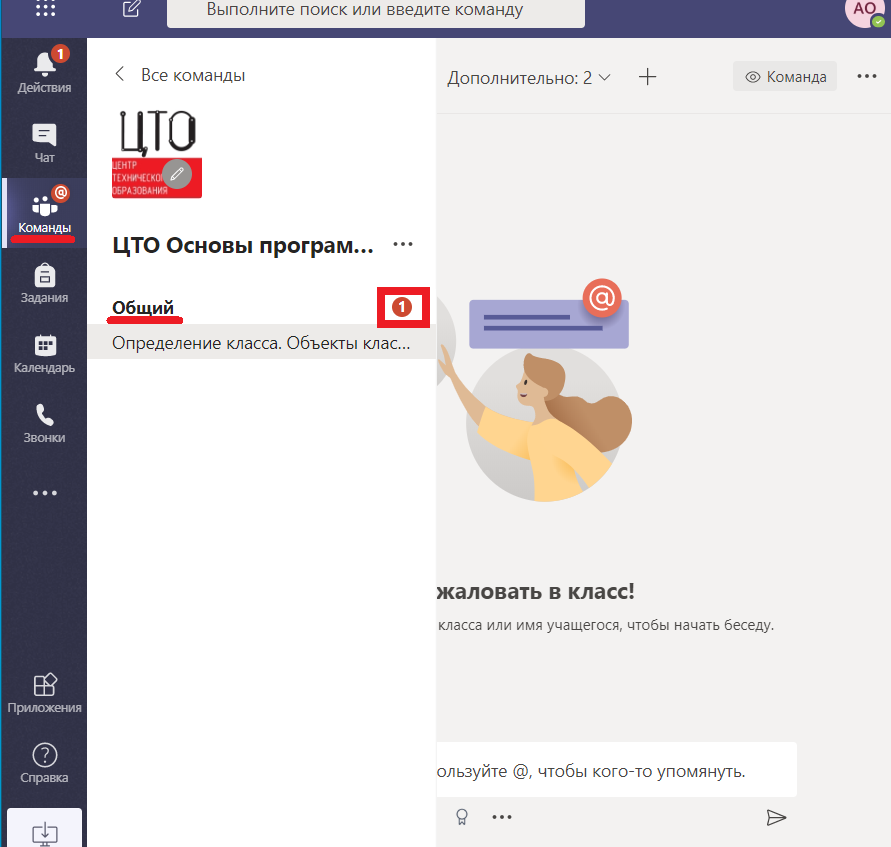 Выполните поиск или введите команду
АО
1
Действия
Чат
@
Команды
Задания
Календарь
Звонки
Приложения
?
Справка
Все команды
ЦТО
ЦЕНТР
ТЕХНИЧЕСКО
ОБРАЗОВАНИЯ
ЦТО Основы програм...
Общий
1
Определение класса. Объекты клас...
Дополнительно: 2
Команда
@
жаловать в класс!
класса или имя учащегося, чтобы начать беседу.
ользуйте @, чтобы кого-то упомянуть.